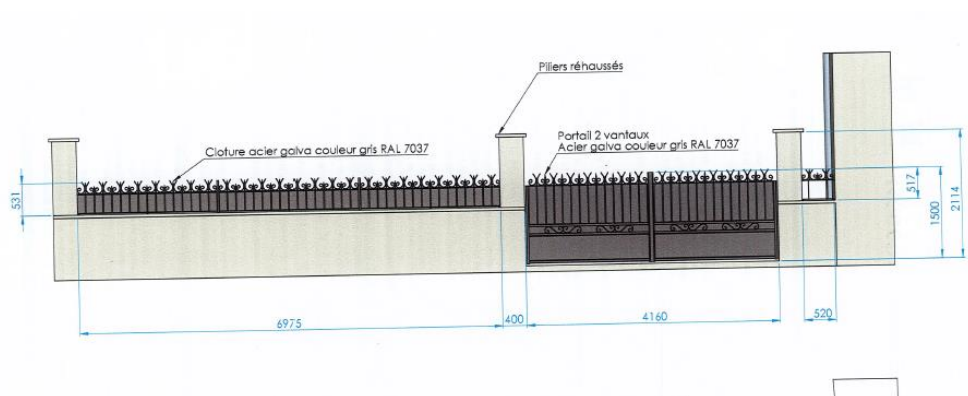 Piliers réhaussés
Portail 2 vantaux
Acier galva couleur gris RAL 7037
Cloture acier galva couleur gris RAL 7037
531
517
1500
2114
6975
400
4160
520